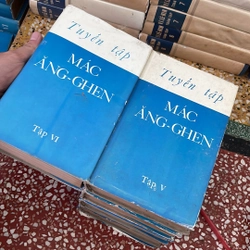 Tuyển tập
MÁC
ĂNG-GHEN
Tập VI
Tuyển tập
MÁC
ĂNG-GHEN
Tập V